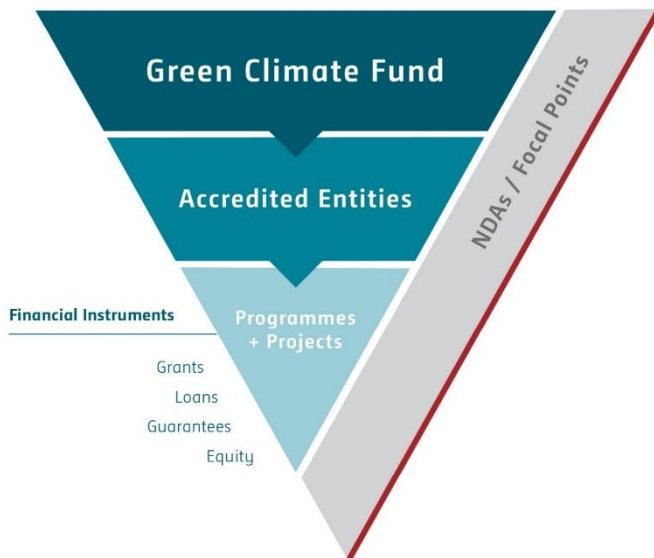 Green Climate Fund
NDAs / Focal Points
Accredited Entities
Financial Instruments
Programmes
+ Projects
Grants
Loans
Guarantees
Equity